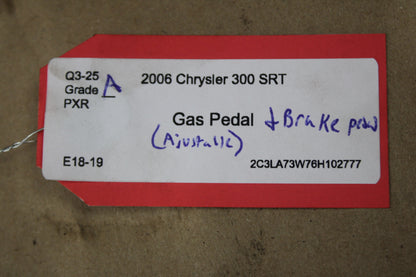 Q3-25
Grade A
PXR
2006 Chrysler 300 SRT
Gas Pedal + Brake pedal
(Ajustable)
E18-19
2C3LA73W76H102777